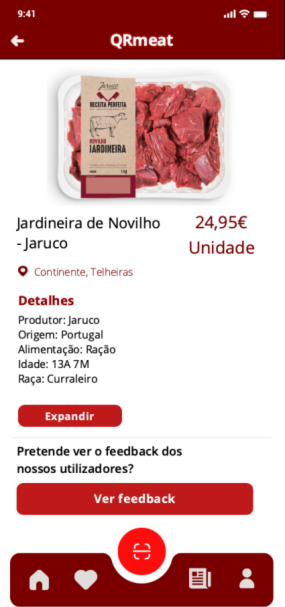 9:41
QRmeat
Jaruco
RECEITA PERFEITA
NOVILHO
JARDINEIRA
Jardineira de Novilho
- Jaruco
24,95€
Unidade
Continente, Telheiras
Detalhes
Produtor: Jaruco
Origem: Portugal
Alimentação: Ração
Idade: 13A 7M
Raça: Curraleiro
Expandir
Pretende ver o feedback dos
nossos utilizadores?
Ver feedback